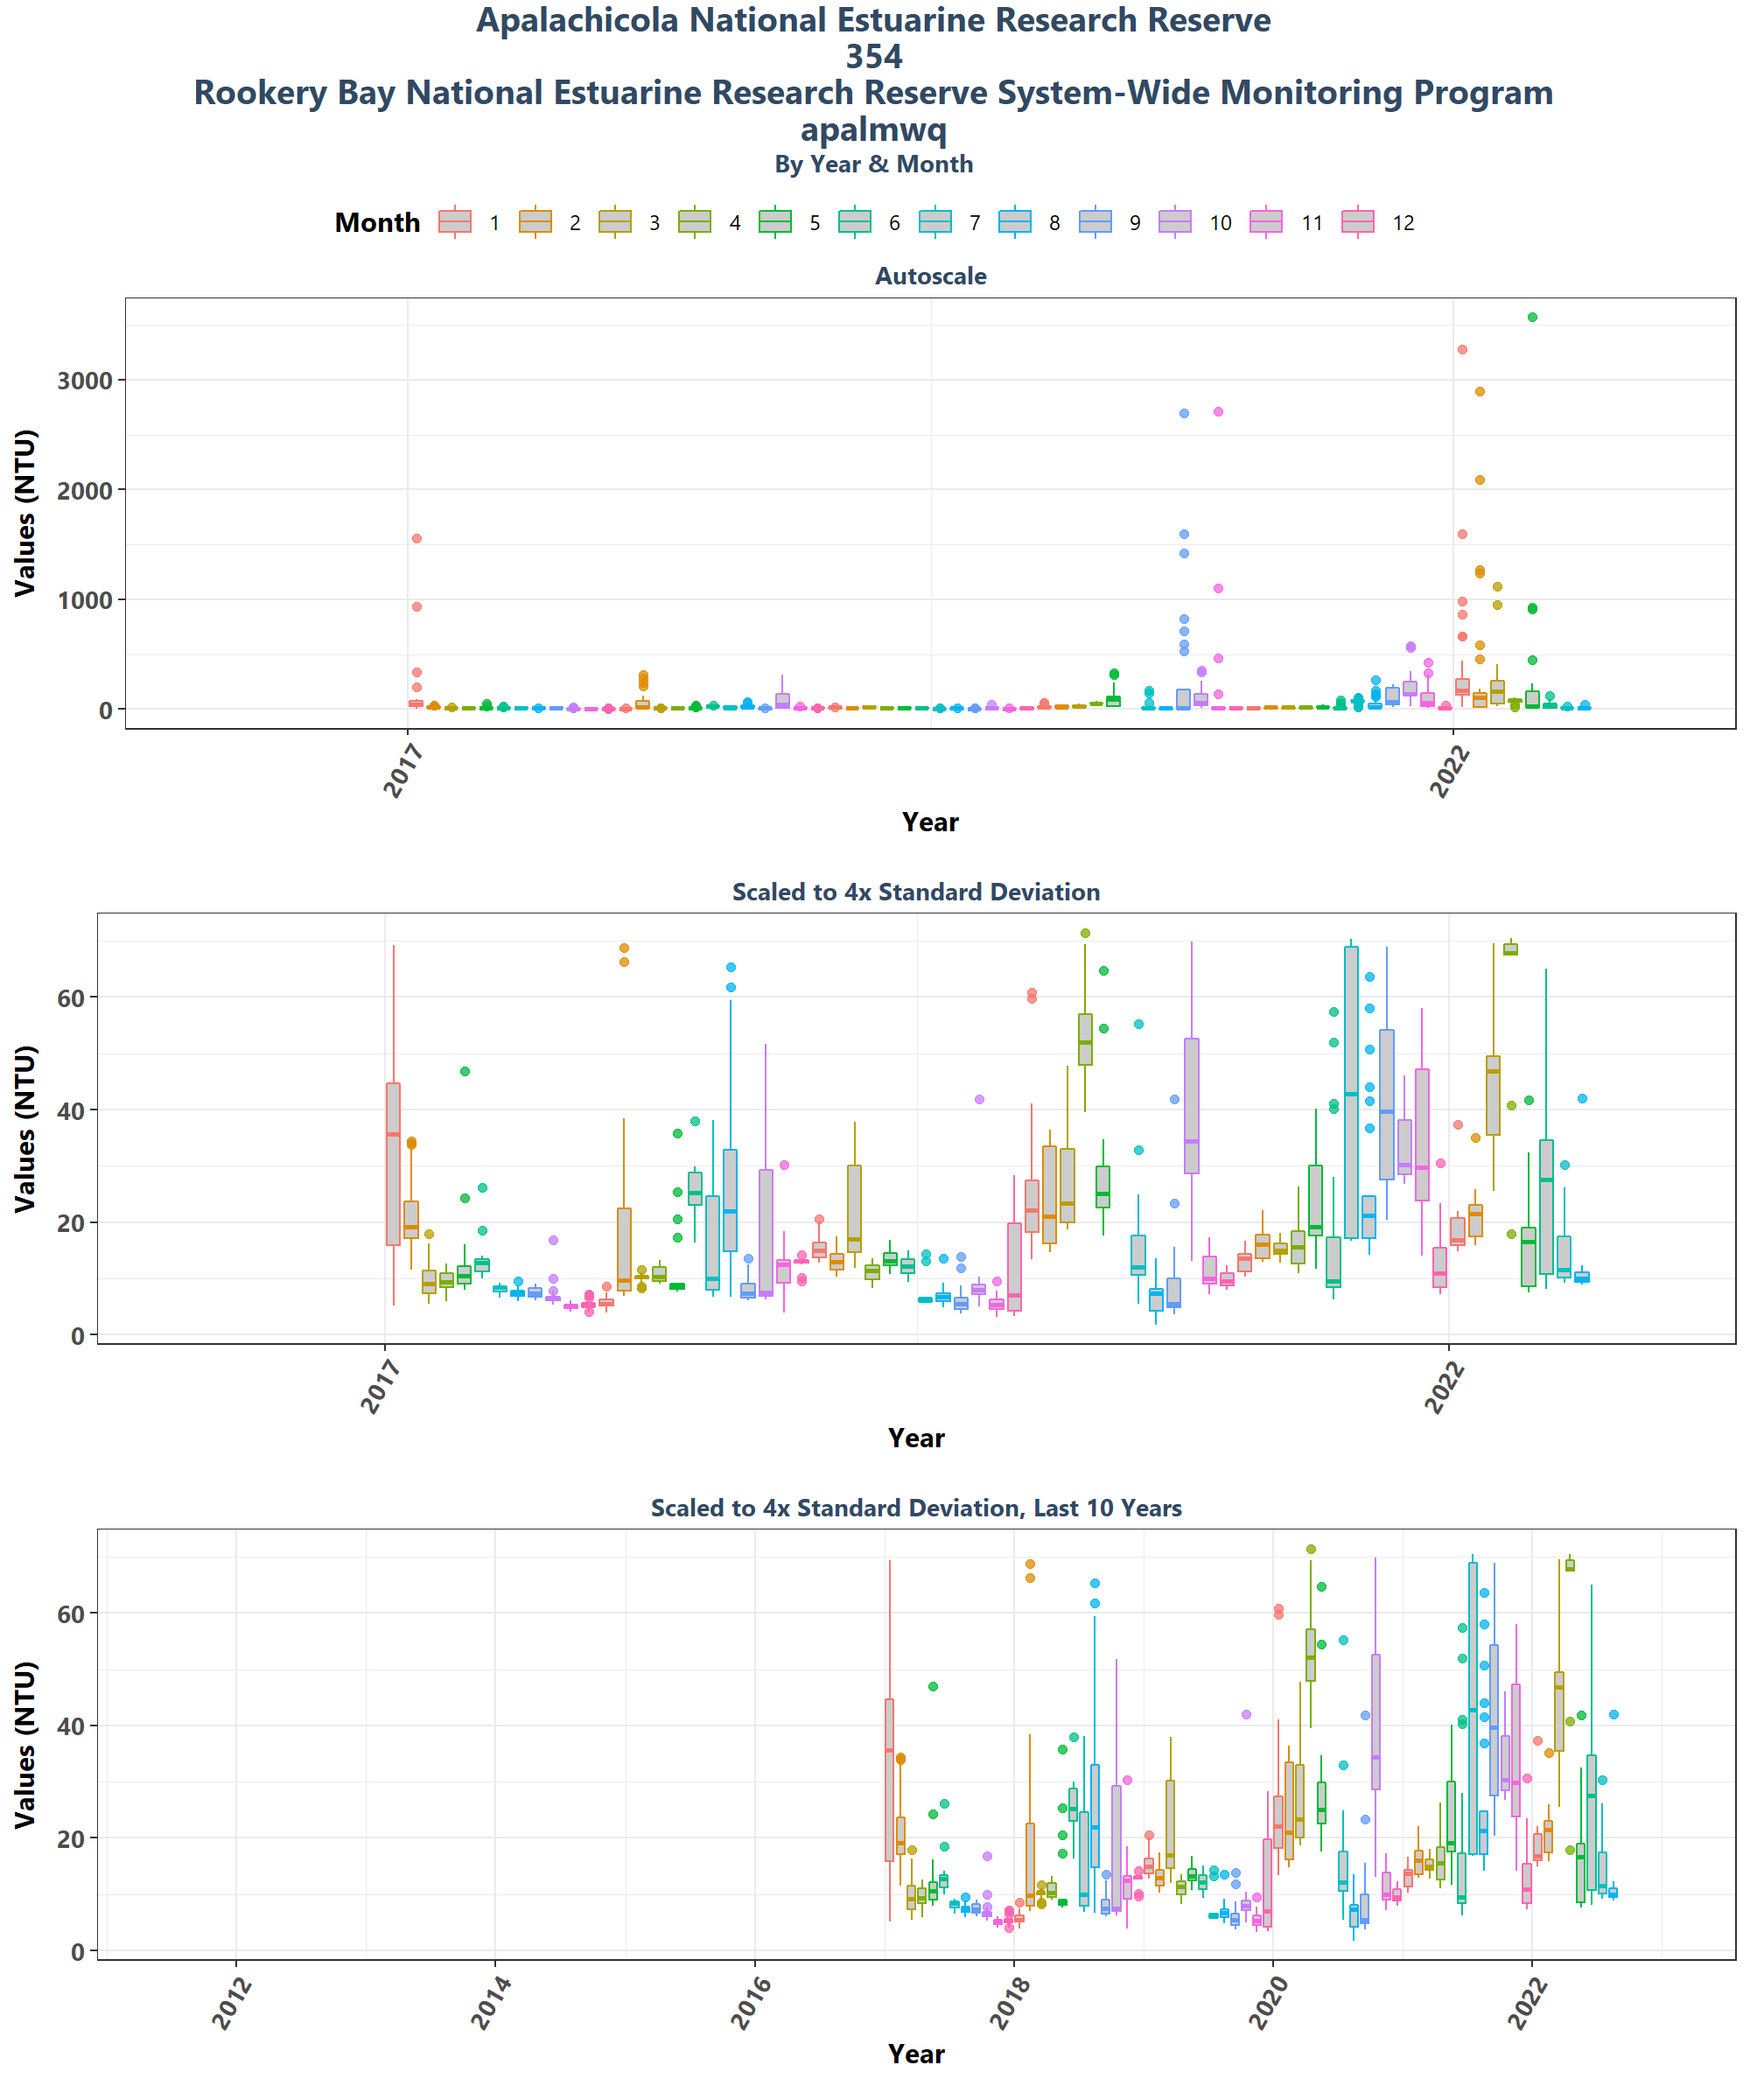 Apalachicola National Estuarine Research Reserve
354
Rookery Bay National Estuarine Research Reserve System-Wide Monitoring Program
apalmwq
By Year & Month
Month 1 2 3 4 5 6 7 8 9 10 11 12
Autoscale
Values (NTU)
3000
2000
1000
0
2017 2022
Year
Scaled to 4x Standard Deviation
Values (NTU)
60
40
20
0
2017 2022
Year
Scaled to 4x Standard Deviation, Last 10 Years
Values (NTU)
60
40
20
0
2012 2014 2016 2018 2020 2022
Year